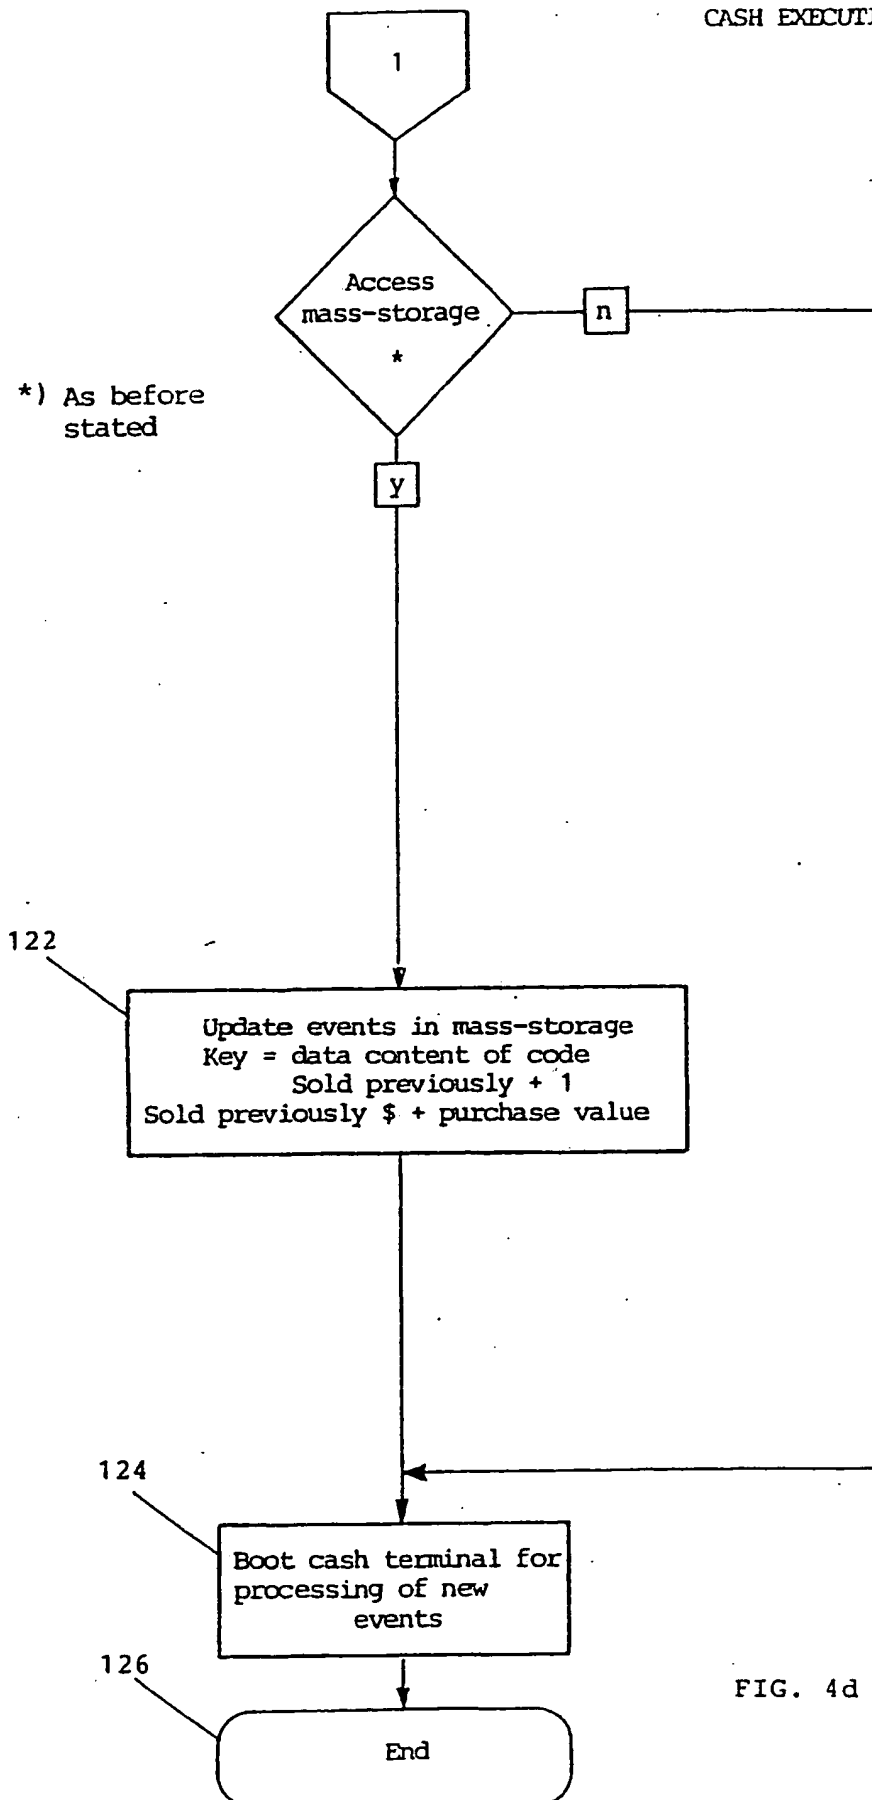 CASH EXECUTI
1
Access
mass-storage
*
n
*) As before
stated
y
122
Update events in mass-storage
Key = data content of code
Sold previously + 1
Sold previously $ + purchase value
124
Boot cash terminal for
processing of new
events
126
End
FIG. 4d